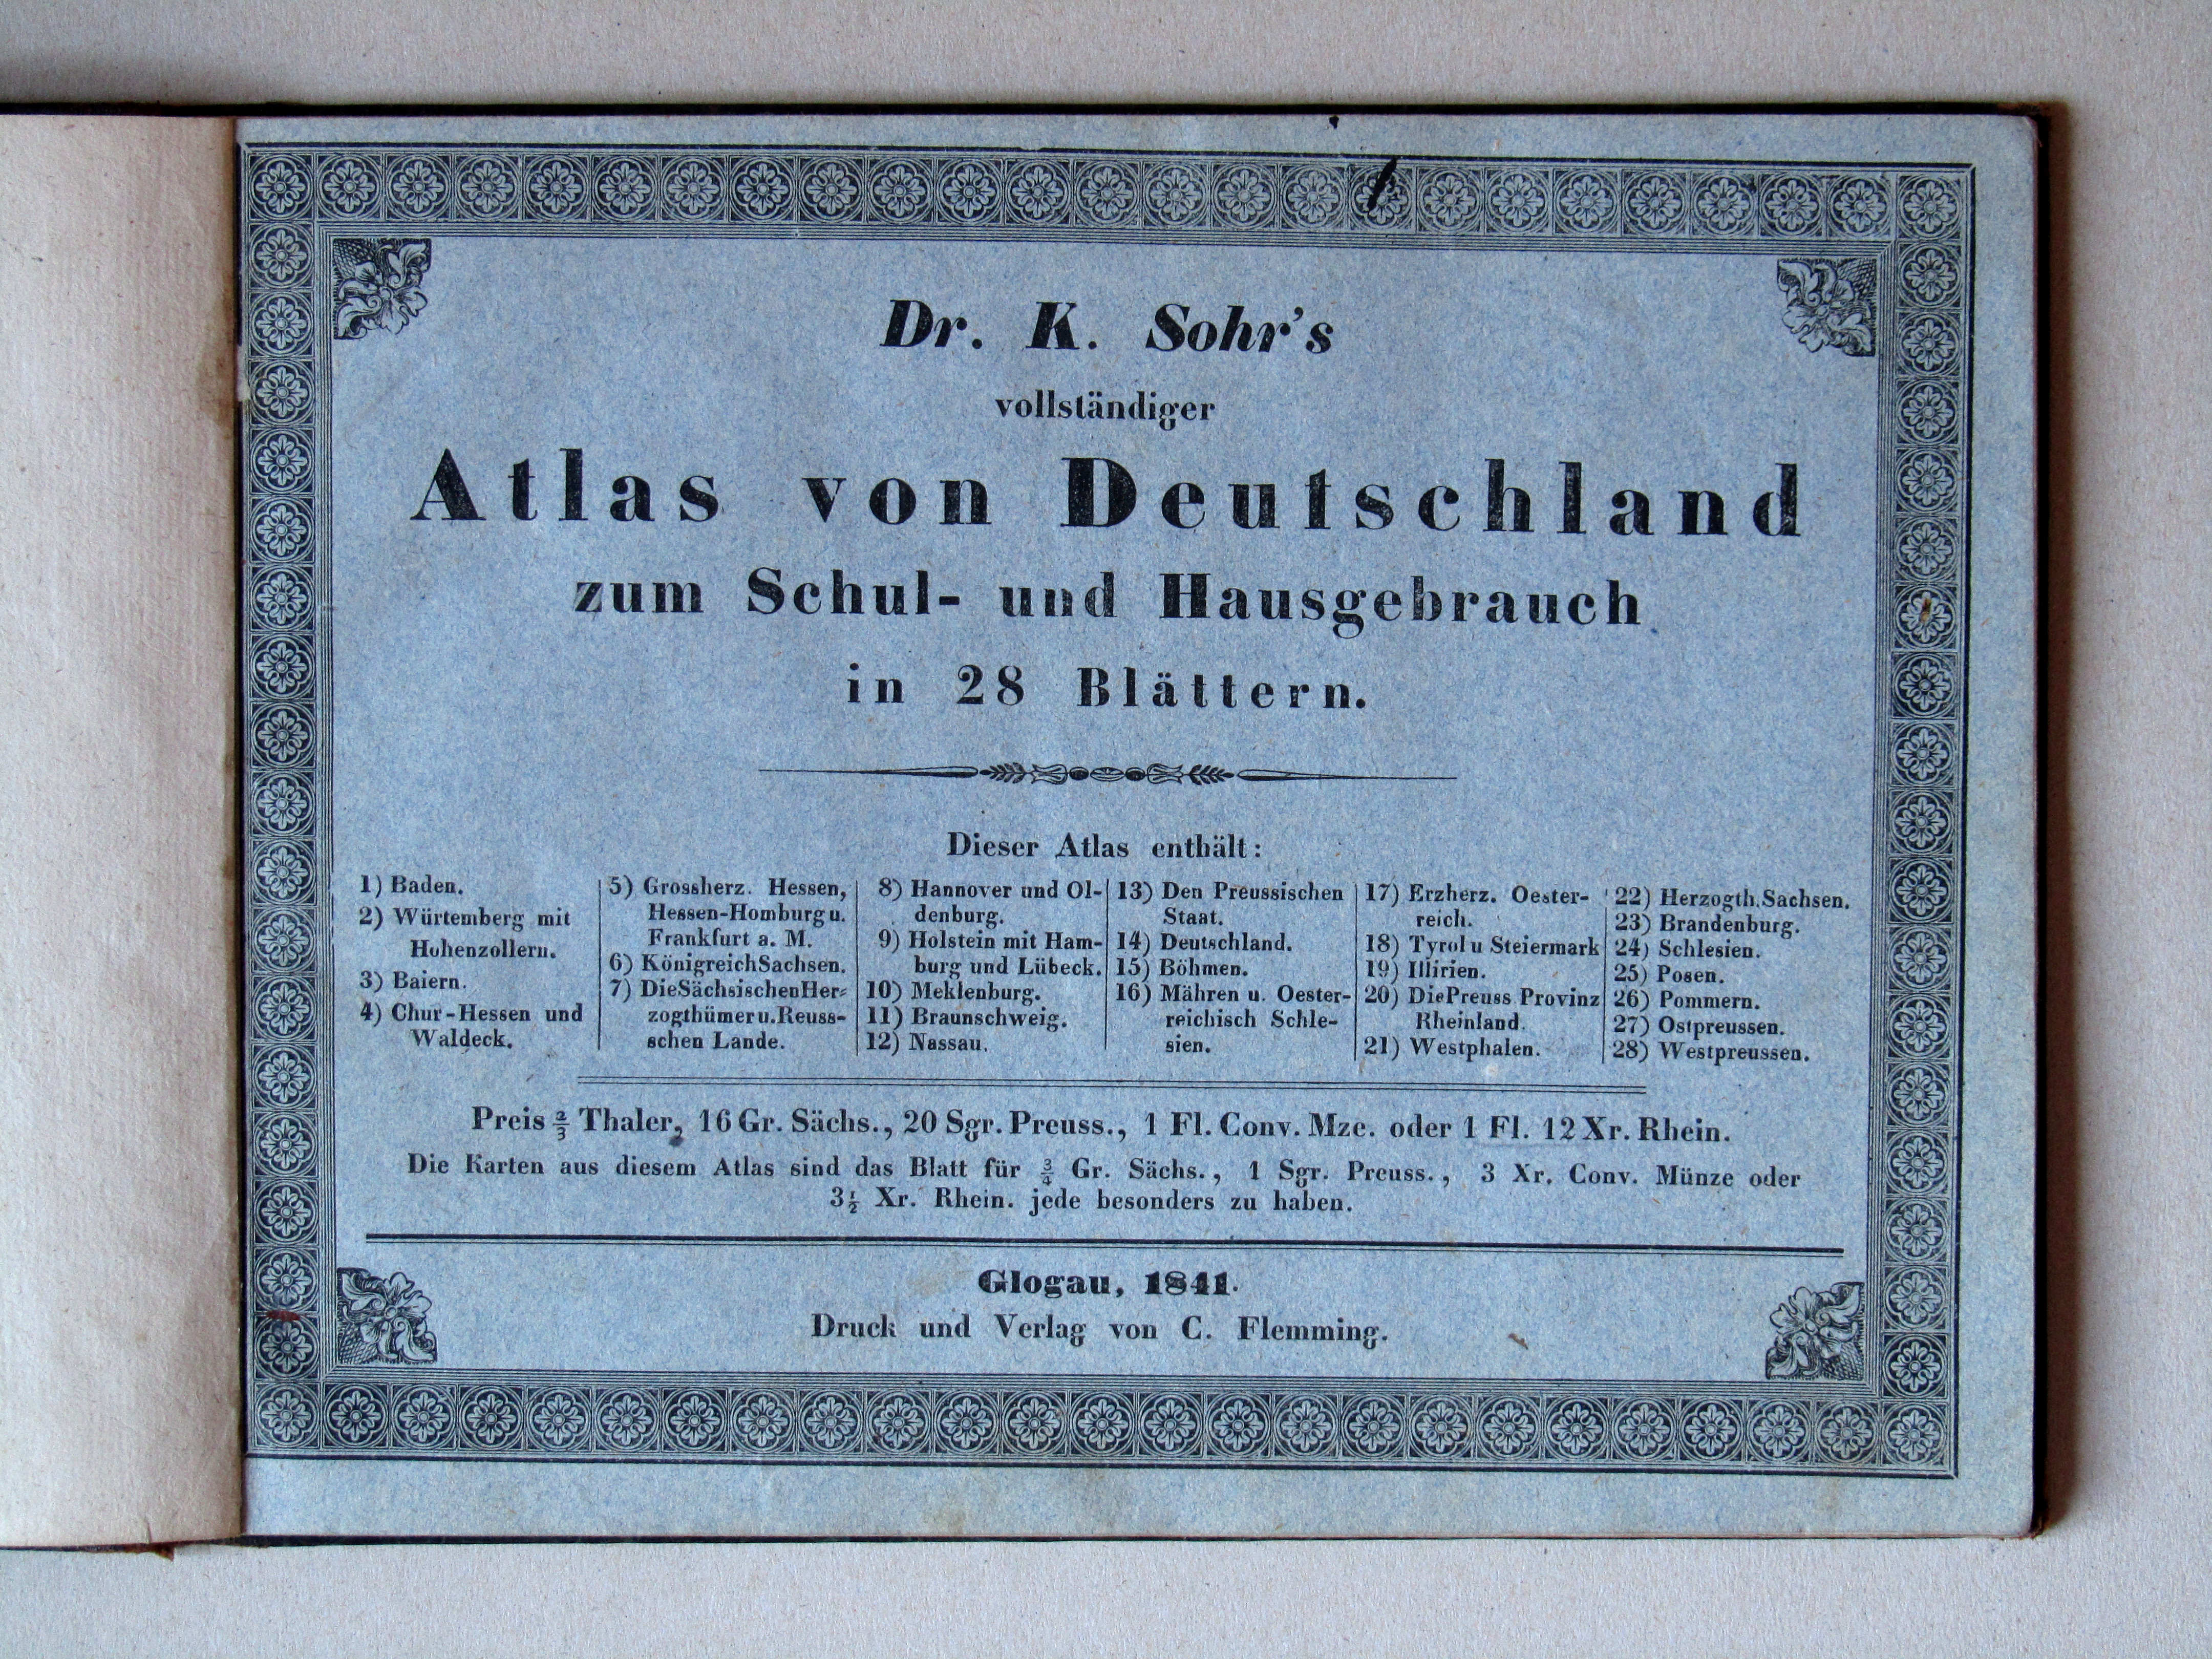 Dr. K. Sohr's
vollständiger
Atlas von Deutschland
zum Schul- und Hausgebrauch
in 28 Blättern.
Dieser Atlas enthält:
1) Baden.
2) Würtemberg mit
Hohenzollern.
3) Baiern.
4) Chur-Hessen und
Waldeck.
5) Grossherz. Hessen,
Hessen-Homburg u.
Frankfurt a. M.
6) Königreich Sachsen.
7) Die Sächsischen Her-
zogthümer u. Reuss-
schen Lande.
8) Hannover und Ol-
denburg.
9) Holstein mit Ham-
burg und Lübeck.
10) Meklenburg.
11) Braunschweig.
12) Nassau.
13) Den Preussischen
Staat.
14) Deutschland.
15) Böhmen.
16) Mähren u. Oester-
reichisch Schle-
sien.
17) Erzherz. Oester-
reich.
18) Tyrol u Steiermark
19) Illirien.
20) Die Preuss Provinz
Rheinland.
21) Westphalen.
22) Herzogth. Sachsen.
23) Brandenburg.
24) Schlesien.
25) Posen.
26) Pommern.
27) Ostpreussen.
28) Westpreussen.
Preis 2/3 Thaler, 16 Gr. Sächs., 20 Sgr. Preuss., 1 Fl. Conv. Mze. oder 1 Fl. 12 Xr. Rhein.
Die Karten aus diesem Atlas sind das Blatt für 3/4 Gr. Sächs., 1 Sgr. Preuss., 3 Xr. Conv. Münze oder
3 1/2 Xr. Rhein. jede besonders zu haben.
Glogau, 1841.
Druck und Verlag von C. Flemming.